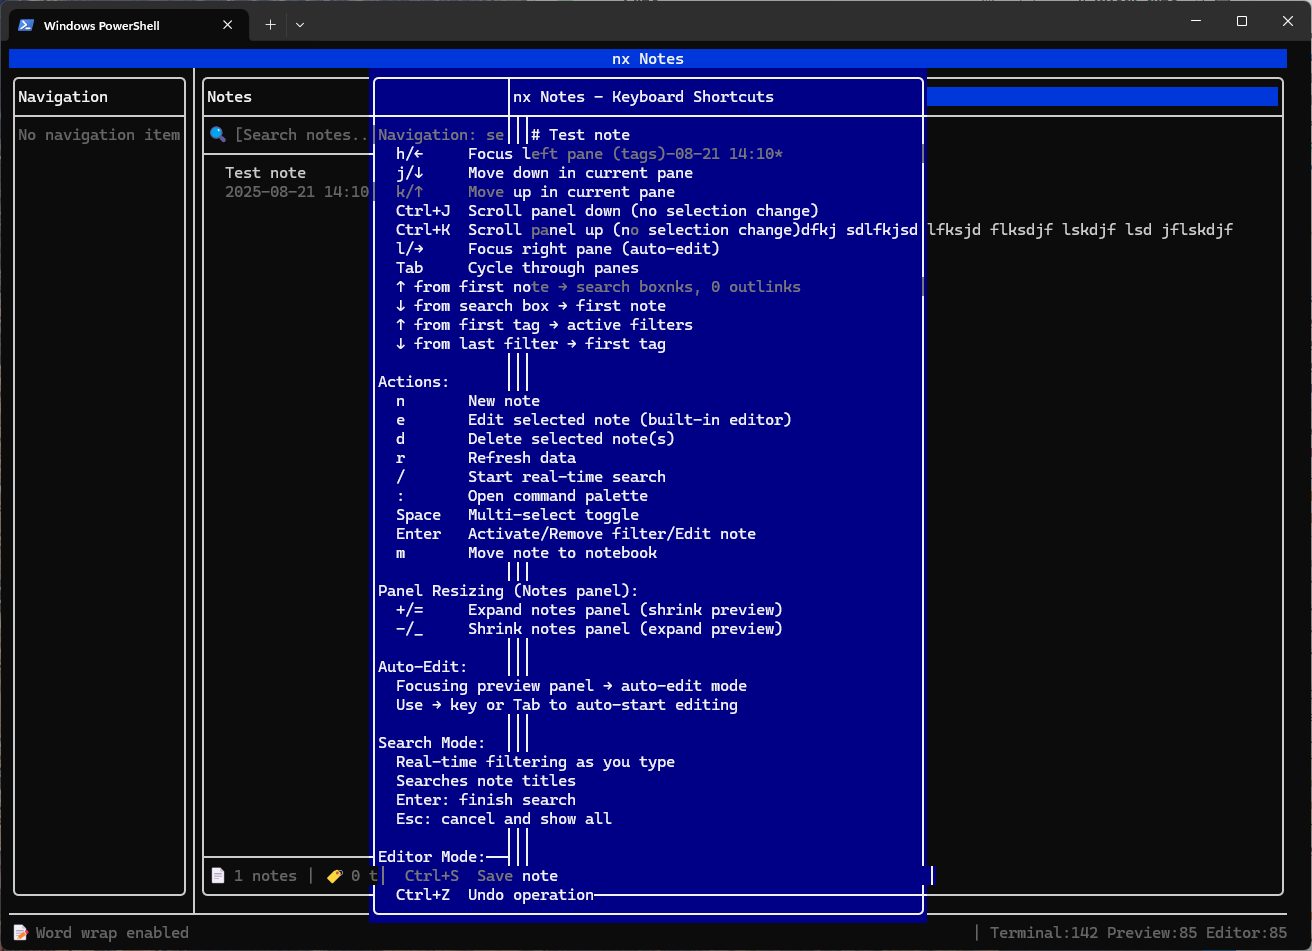 Windows PowerShell
nx Notes
Navigation
No navigation item
Notes
[Search notes..
Test note
2025-08-21 14:10
1 notes | 0 t
nx Notes - Keyboard Shortcuts
Navigation: se # Test note
h/← Focus left pane (tags)-08-21 14:10*
j/↓ Move down in current pane
k/↑ Move up in current pane
Ctrl+J Scroll panel down (no selection change)
Ctrl+K Scroll panel up (no selection change)dfkj sdlfkjsd lfksjd flksdjf lskdjf lsd jflskdjf
l/→ Focus right pane (auto-edit)
Tab Cycle through panes
↑ from first note → search boxnks, 0 outlinks
↓ from search box → first note
↑ from first tag → active filters
↓ from last filter → first tag
Actions:
n New note
e Edit selected note (built-in editor)
d Delete selected note(s)
r Refresh data
/ Start real-time search
: Open command palette
Space Multi-select toggle
Enter Activate/Remove filter/Edit note
m Move note to notebook
Panel Resizing (Notes panel):
+/= Expand notes panel (shrink preview)
-/_ Shrink notes panel (expand preview)
Auto-Edit:
Focusing preview panel → auto-edit mode
Use → key or Tab to auto-start editing
Search Mode:
Real-time filtering as you type
Searches note titles
Enter: finish search
Esc: cancel and show all
Editor Mode:
Ctrl+S Save note
Ctrl+Z Undo operation
Word wrap enabled
| Terminal:142 Preview:85 Editor:85